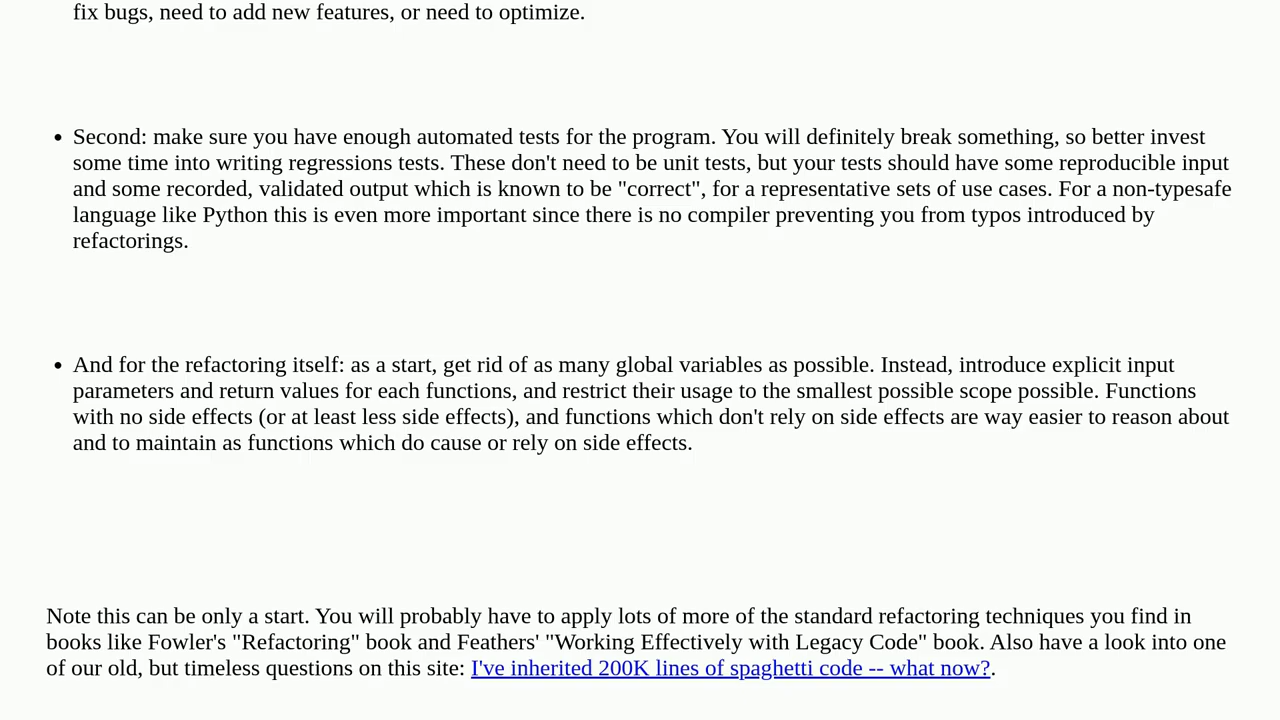 fix bugs, need to add new features, or need to optimize.
• Second: make sure you have enough automated tests for the program. You will definitely break something, so better invest
some time into writing regressions tests. These don't need to be unit tests, but your tests should have some reproducible input
and some recorded, validated output which is known to be "correct", for a representative sets of use cases. For a non-typesafe
language like Python this is even more important since there is no compiler preventing you from typos introduced by
refactorings.
• And for the refactoring itself: as a start, get rid of as many global variables as possible. Instead, introduce explicit input
parameters and return values for each functions, and restrict their usage to the smallest possible scope possible. Functions
with no side effects (or at least less side effects), and functions which don't rely on side effects are way easier to reason about
and to maintain as functions which do cause or rely on side effects.
Note this can be only a start. You will probably have to apply lots of more of the standard refactoring techniques you find in
books like Fowler's "Refactoring" book and Feathers' "Working Effectively with Legacy Code" book. Also have a look into one
of our old, but timeless questions on this site: I've inherited 200K lines of spaghetti code -- what now?.